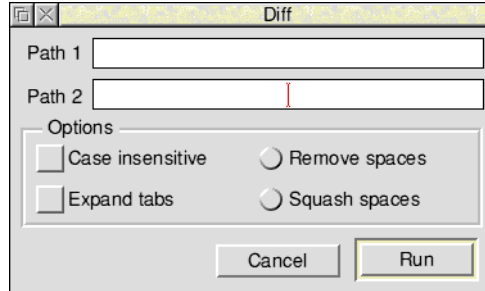 Diff
Path 1
Path 2
Options
Case insensitive Remove spaces
Expand tabs Squash spaces
Cancel Run